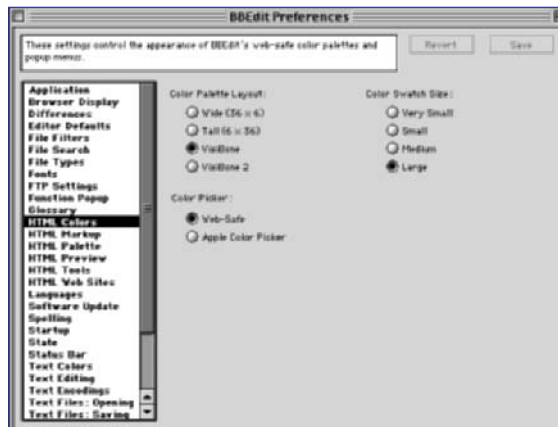 BBEdit Preferences
These settings control the appearance of BBEdit's web-safe color palettes and
popup menus.
Revert
Save
Application
Browser Display
Differences
Editor Defaults
File Filters
File Search
File Types
Fonts
FTP Settings
Function Popup
Glossary
HTML Colors
HTML Markup
HTML Palette
HTML Preview
HTML Tools
HTML Web Sites
Languages
Software Update
Spelling
Startup
State
Status Bar
Text Colors
Text Editing
Text Encodings
Text Files: Opening
Text Files: Saving
Color Palette Layout:
Wide (36 x 6)
Tall (6 x 36)
VisiBone
VisiBone 2
Color Picker:
Web-Safe
Apple Color Picker
Color Swatch Size:
Very Small
Small
Medium
Large